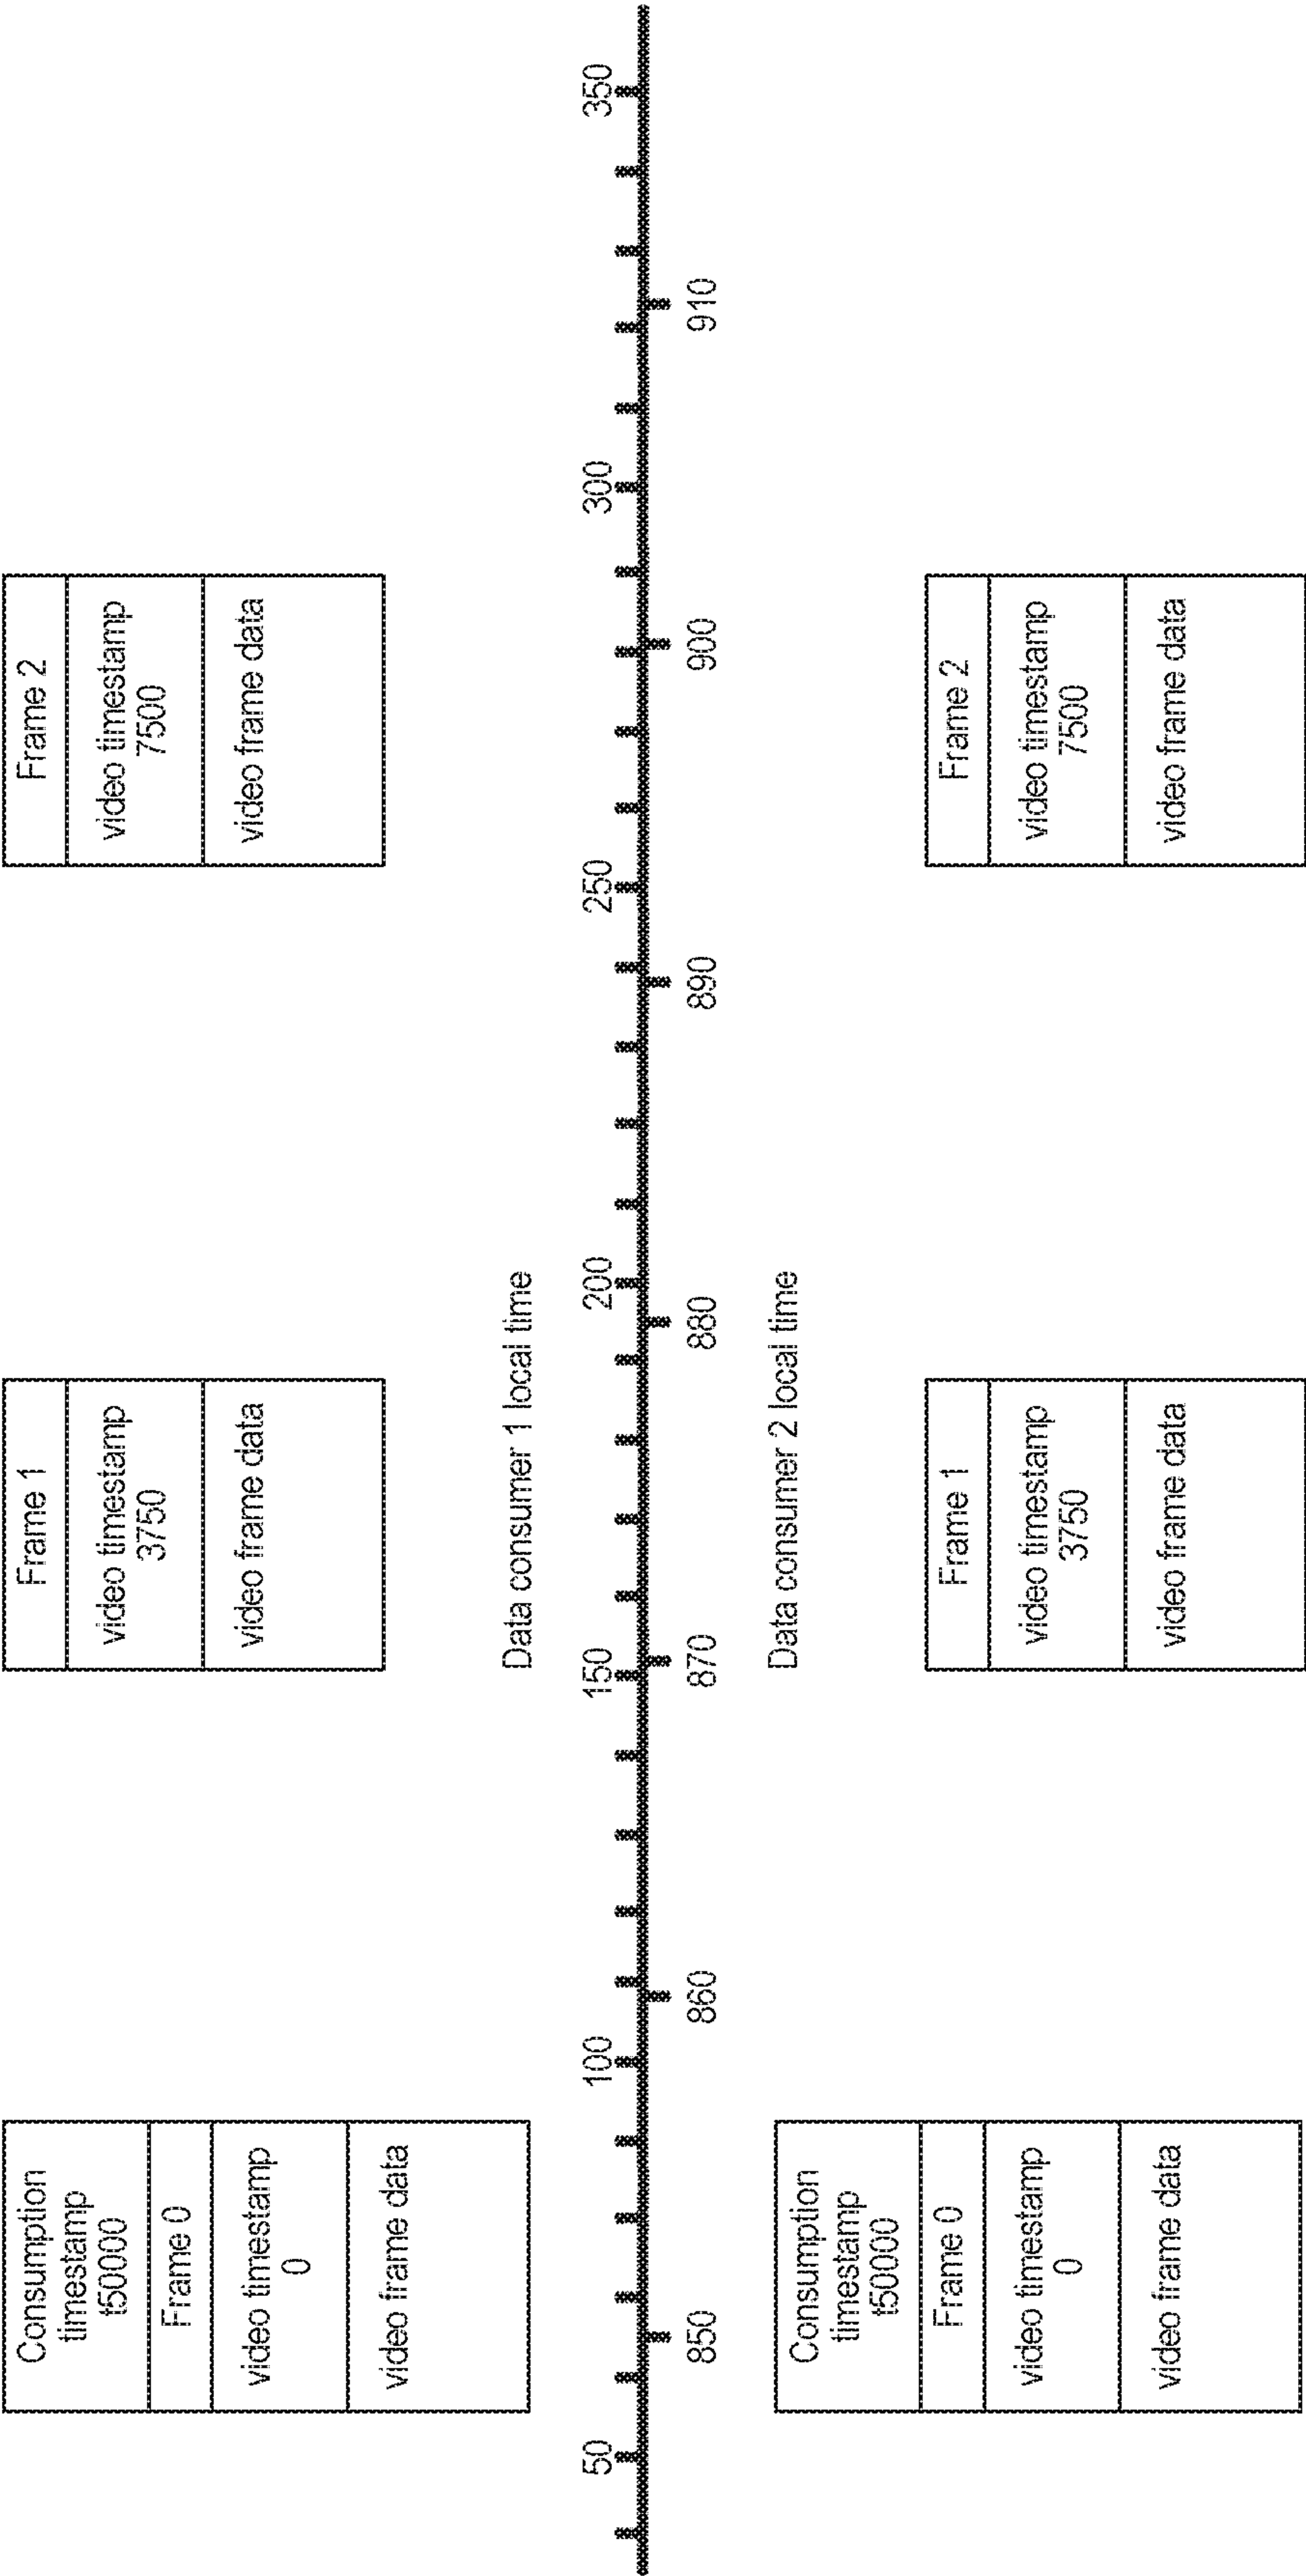 Consumption
timestamp
t50000
Frame 0
video timestamp
0
video frame data
Frame 1
video timestamp
3750
video frame data
Frame 2
video timestamp
7500
video frame data
Data consumer 1 local time
50
100
150
200
250
300
350
850
860
870
880
890
900
910
Data consumer 2 local time
Consumption
timestamp
t50000
Frame 0
video timestamp
0
video frame data
Frame 1
video timestamp
3750
video frame data
Frame 2
video timestamp
7500
video frame data